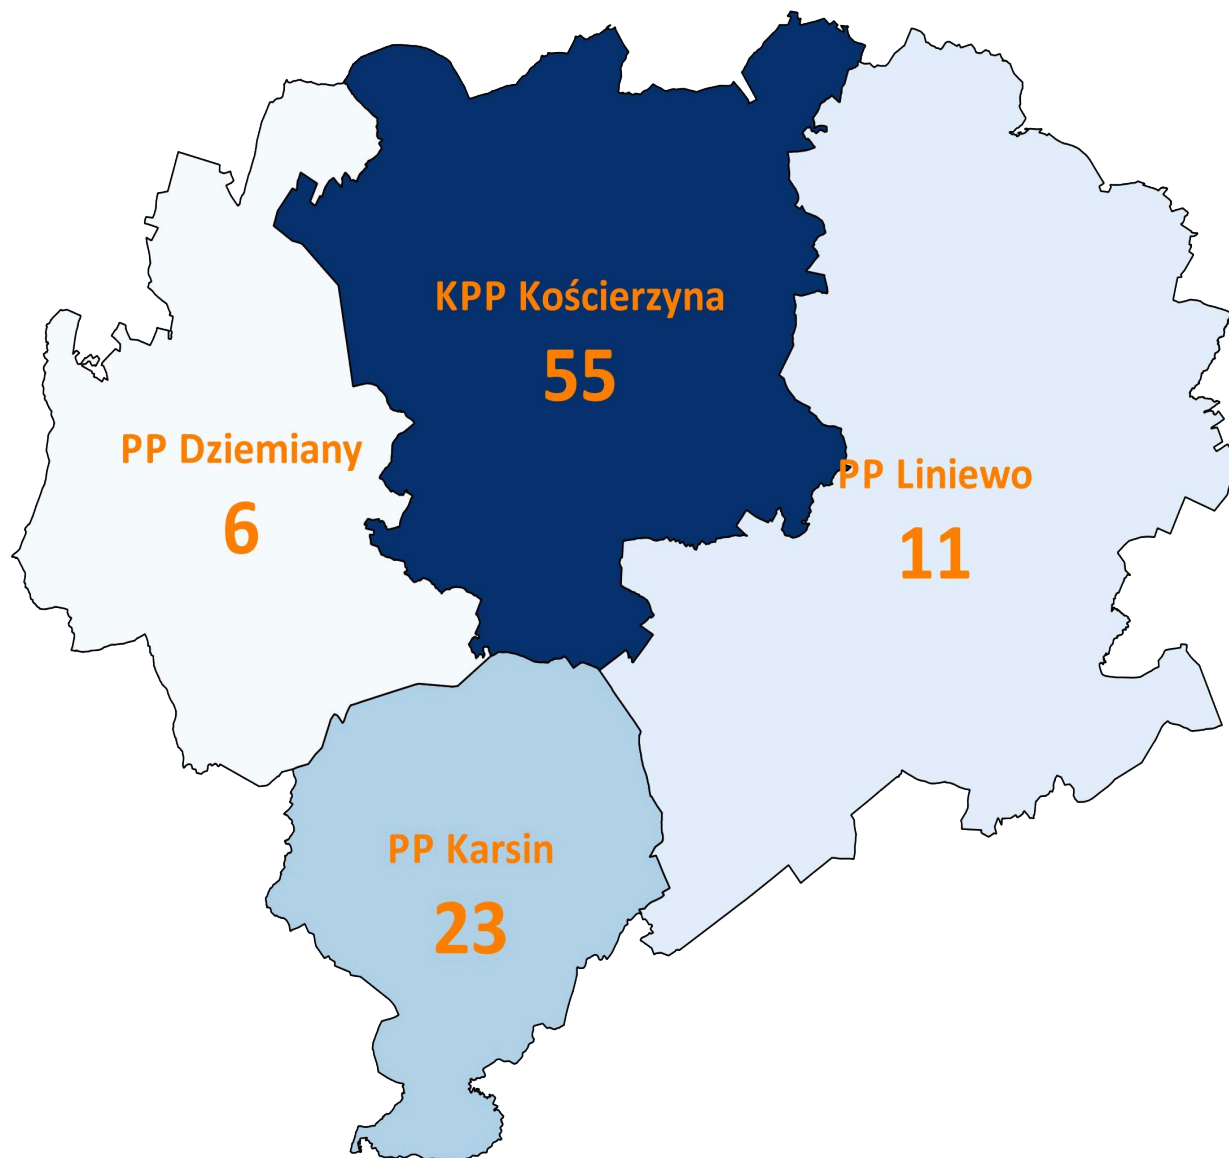 KPP Kościerzyna
55
PP Dziemiany
6
PP Liniewo
11
PP Karsin
23